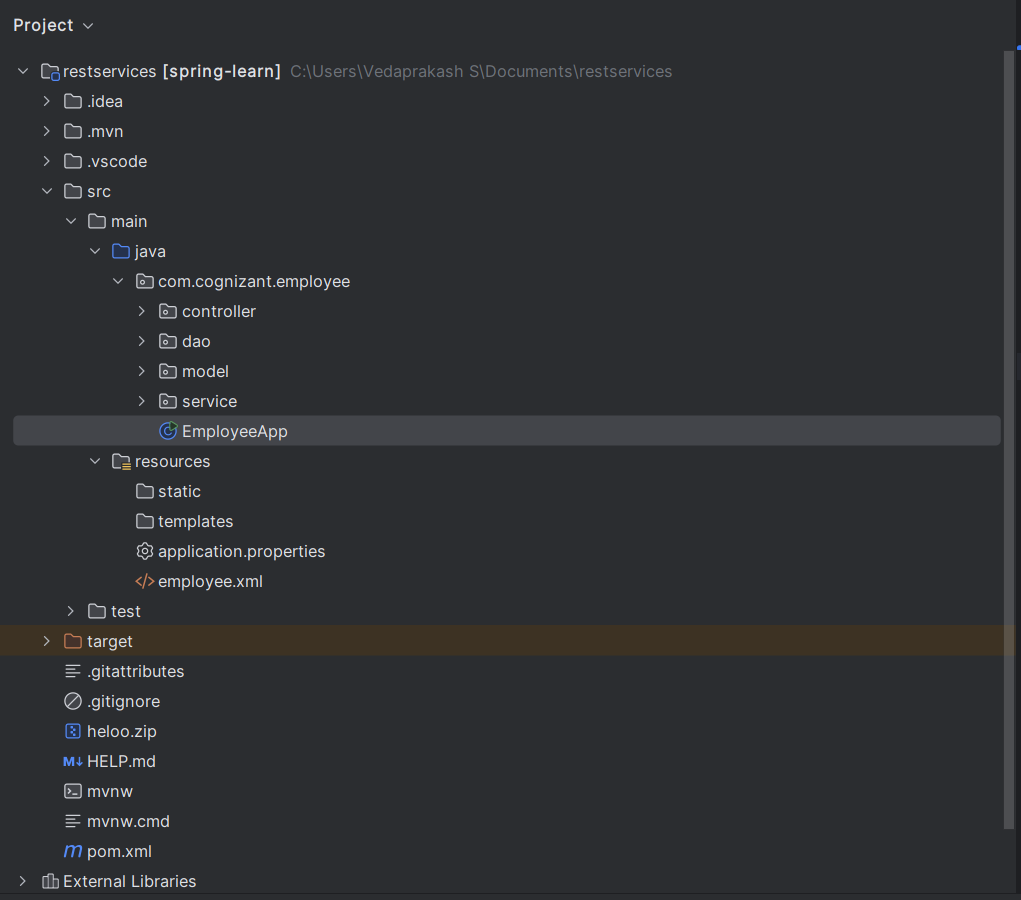 Project
restservices [spring-learn] C:\Users\Vedaprakash S\Documents\restservices
.idea
.mvn
.vscode
src
main
java
com.cognizant.employee
controller
dao
model
service
EmployeeApp
resources
static
templates
application.properties
employee.xml
test
target
.gitattributes
.gitignore
heloo.zip
HELP.md
mvnw
mvnw.cmd
pom.xml
External Libraries